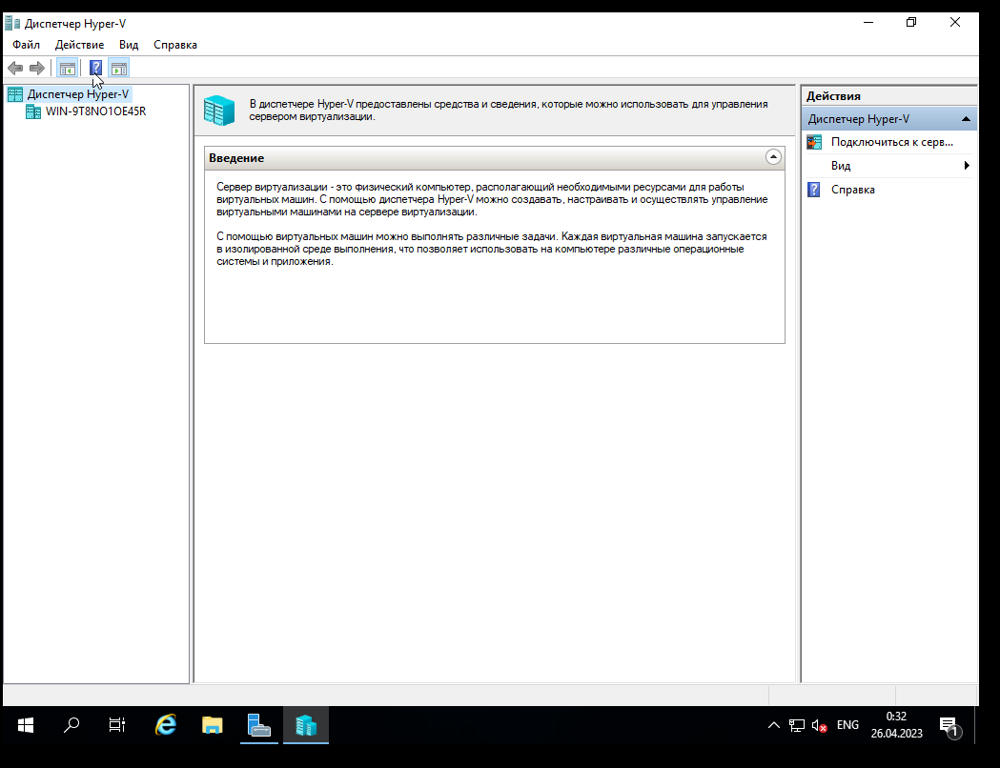 Диспетчер Hyper-V
Файл Действие Вид Справка
Диспетчер Hyper-V
WIN-9T8NO1OE45R
В диспетчере Hyper-V предоставлены средства и сведения, которые можно использовать для управления
сервером виртуализации.
Введение
Сервер виртуализации - это физический компьютер, располагающий необходимыми ресурсами для работы
виртуальных машин. С помощью диспетчера Hyper-V можно создавать, настраивать и осуществлять управление
виртуальными машинами на сервере виртуализации.
С помощью виртуальных машин можно выполнять различные задачи. Каждая виртуальная машина запускается
в изолированной среде выполнения, что позволяет использовать на компьютере различные операционные
системы и приложения.
Действия
Диспетчер Hyper-V
Подключиться к серв...
Вид
Справка
ENG
0:32
26.04.2023
1